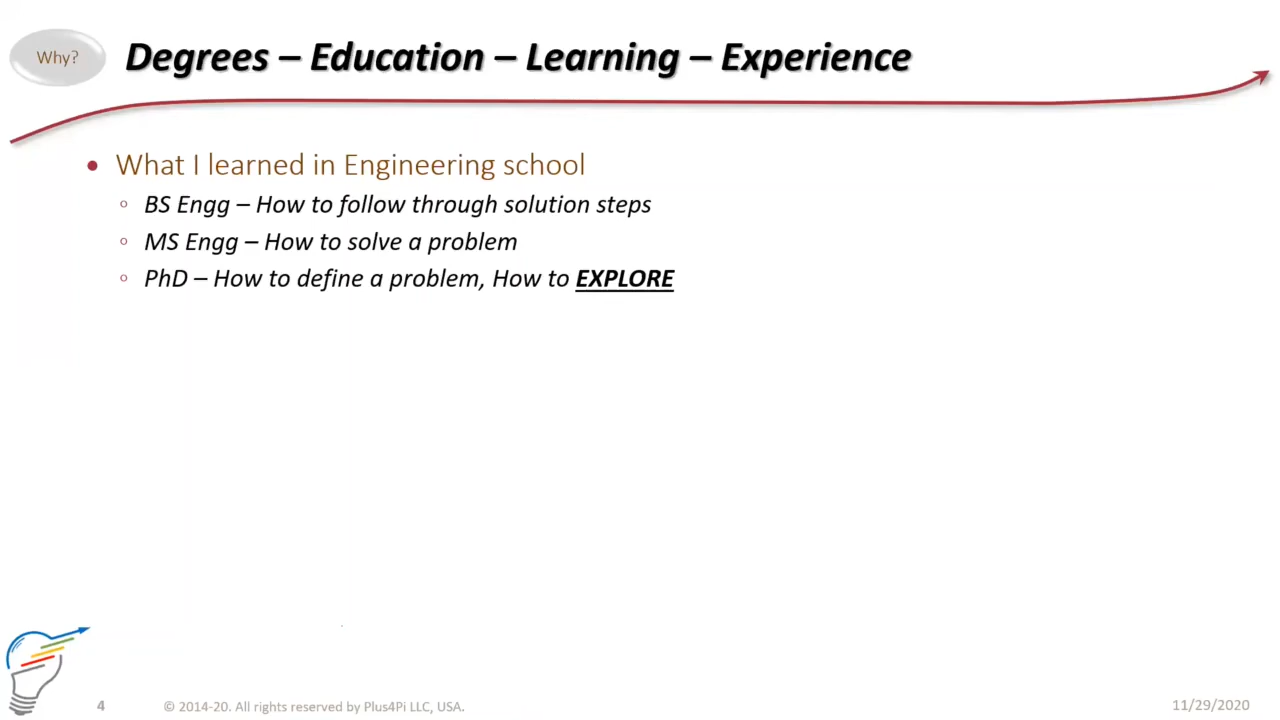 Why?
Degrees – Education – Learning – Experience
• What I learned in Engineering school
◦ BS Engg – How to follow through solution steps
◦ MS Engg – How to solve a problem
◦ PhD – How to define a problem, How to EXPLORE
4
© 2014-20. All rights reserved by Plus4Pi LLC, USA.
11/29/2020